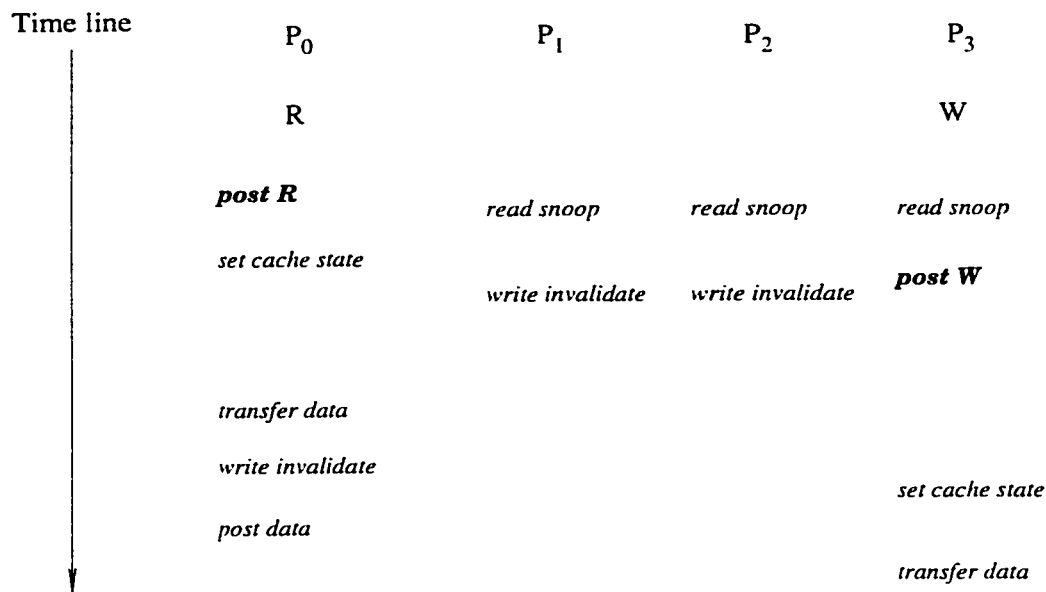 Time line P0 P1 P2 P3
R W
post R read snoop read snoop read snoop
set cache state post W
write invalidate write invalidate
transfer data
write invalidate
set cache state
post data
transfer data